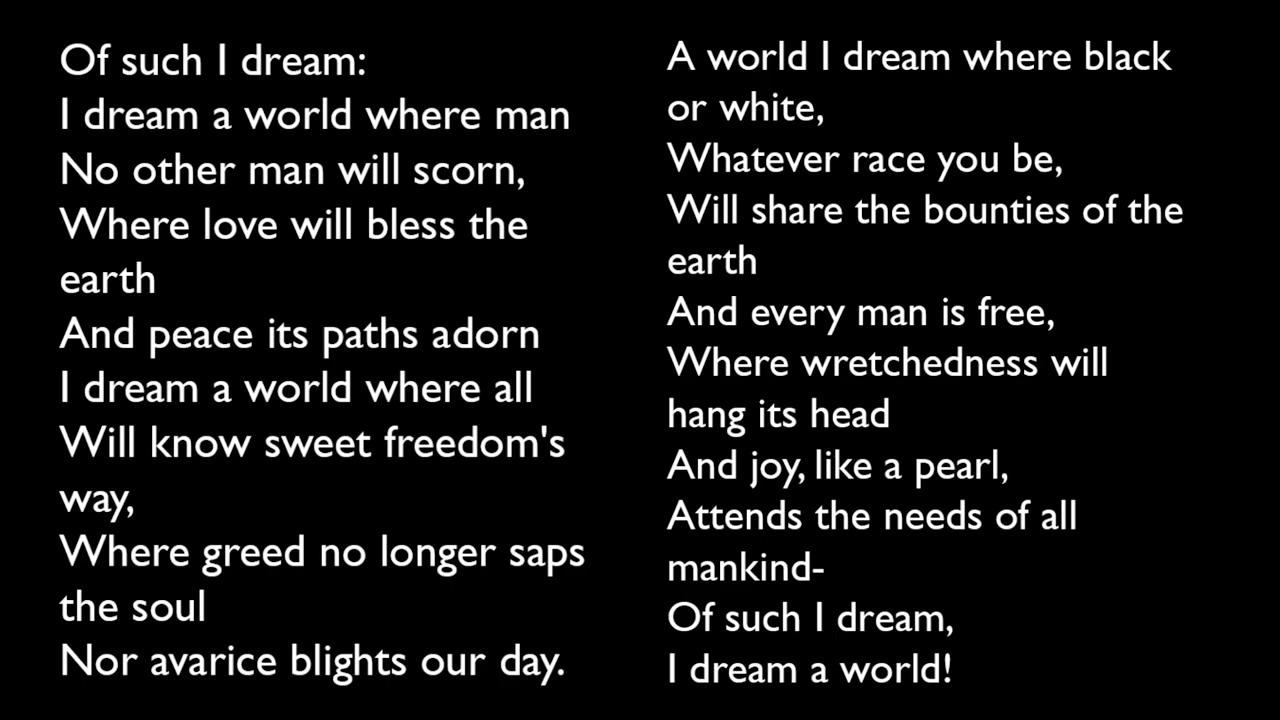 Of such I dream:
I dream a world where man
No other man will scorn,
Where love will bless the
earth
And peace its paths adorn
I dream a world where all
Will know sweet freedom's
way,
Where greed no longer saps
the soul
Nor avarice blights our day.
A world I dream where black
or white,
Whatever race you be,
Will share the bounties of the
earth
And every man is free,
Where wretchedness will
hang its head
And joy, like a pearl,
Attends the needs of all
mankind-
Of such I dream,
I dream a world!